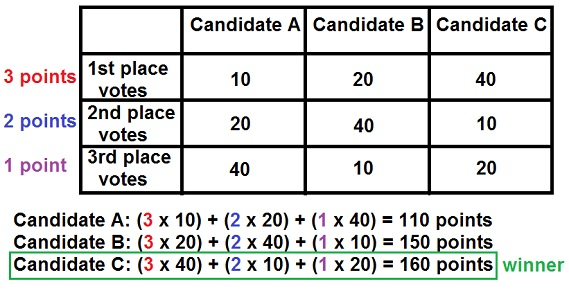 Candidate A Candidate B Candidate C
3 points 1st place votes 10 20 40
2 points 2nd place votes 20 40 10
1 point 3rd place votes 40 10 20
Candidate A: (3 x 10) + (2 x 20) + (1 x 40) = 110 points
Candidate B: (3 x 20) + (2 x 40) + (1 x 10) = 150 points
Candidate C: (3 x 40) + (2 x 10) + (1 x 20) = 160 points winner